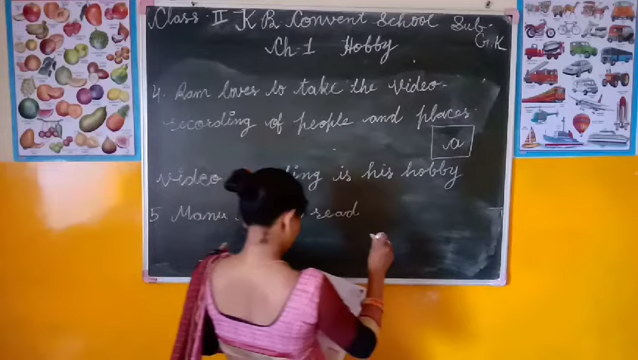 Class - II K B Convent School Sub:-
G.K
Ch-1 Hobby
4. Ram loves to take the video-
recording of people and places.
a
video ing is his hobby
5 Manu read